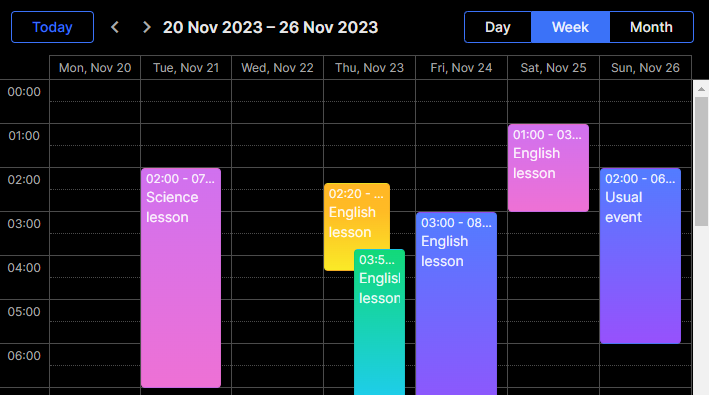 Today
20 Nov 2023 – 26 Nov 2023
Day Week Month
Mon, Nov 20 Tue, Nov 21 Wed, Nov 22 Thu, Nov 23 Fri, Nov 24 Sat, Nov 25 Sun, Nov 26
00:00
01:00
02:00
03:00
04:00
05:00
06:00
02:00 - 07...
Science
lesson
02:20 - ...
English
lesson
03:5...
English
lesson
03:00 - 08...
English
lesson
01:00 - 03...
English
lesson
02:00 - 06...
Usual
event